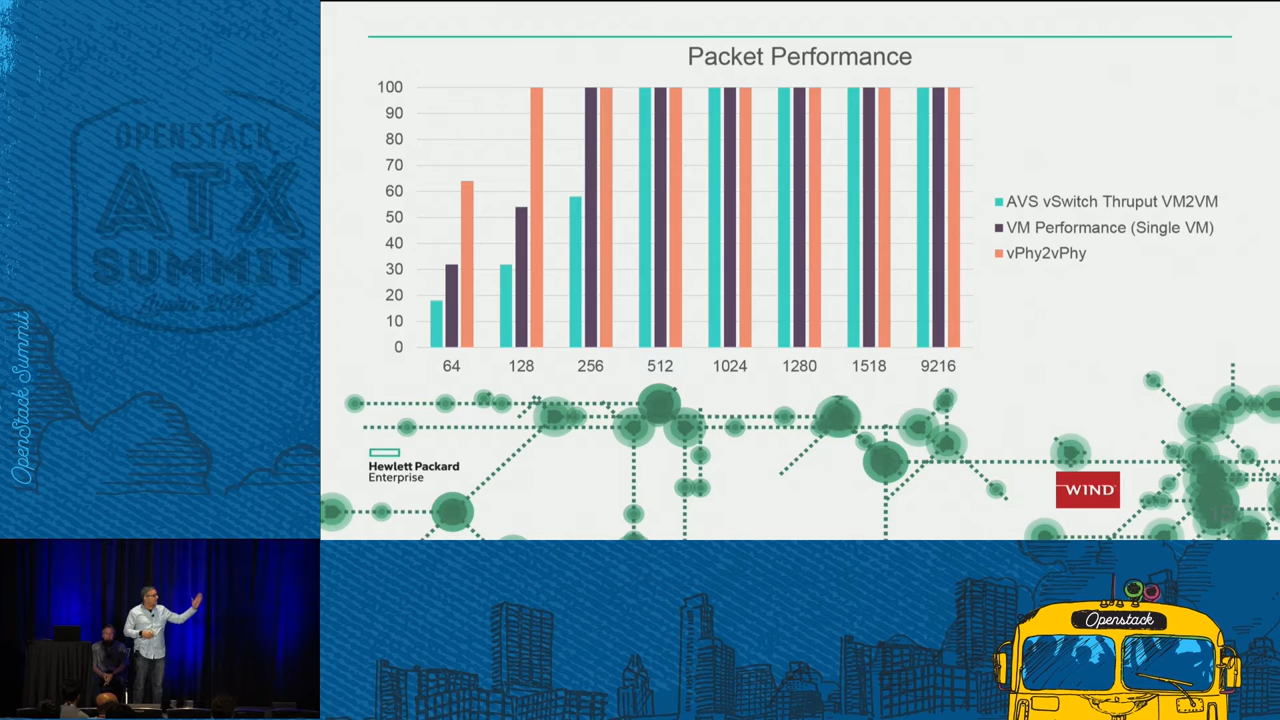 OPENSTACK
ATX
SUMMIT
Austin 2016
OpenStack Summit
Packet Performance
100
90
80
70
60
50
40
30
20
10
0
64
128
256
512
1024
1280
1518
9216
AVS vSwitch Thruput VM2VM
VM Performance (Single VM)
vPhy2vPhy
Hewlett Packard
Enterprise
WIND
Openstack